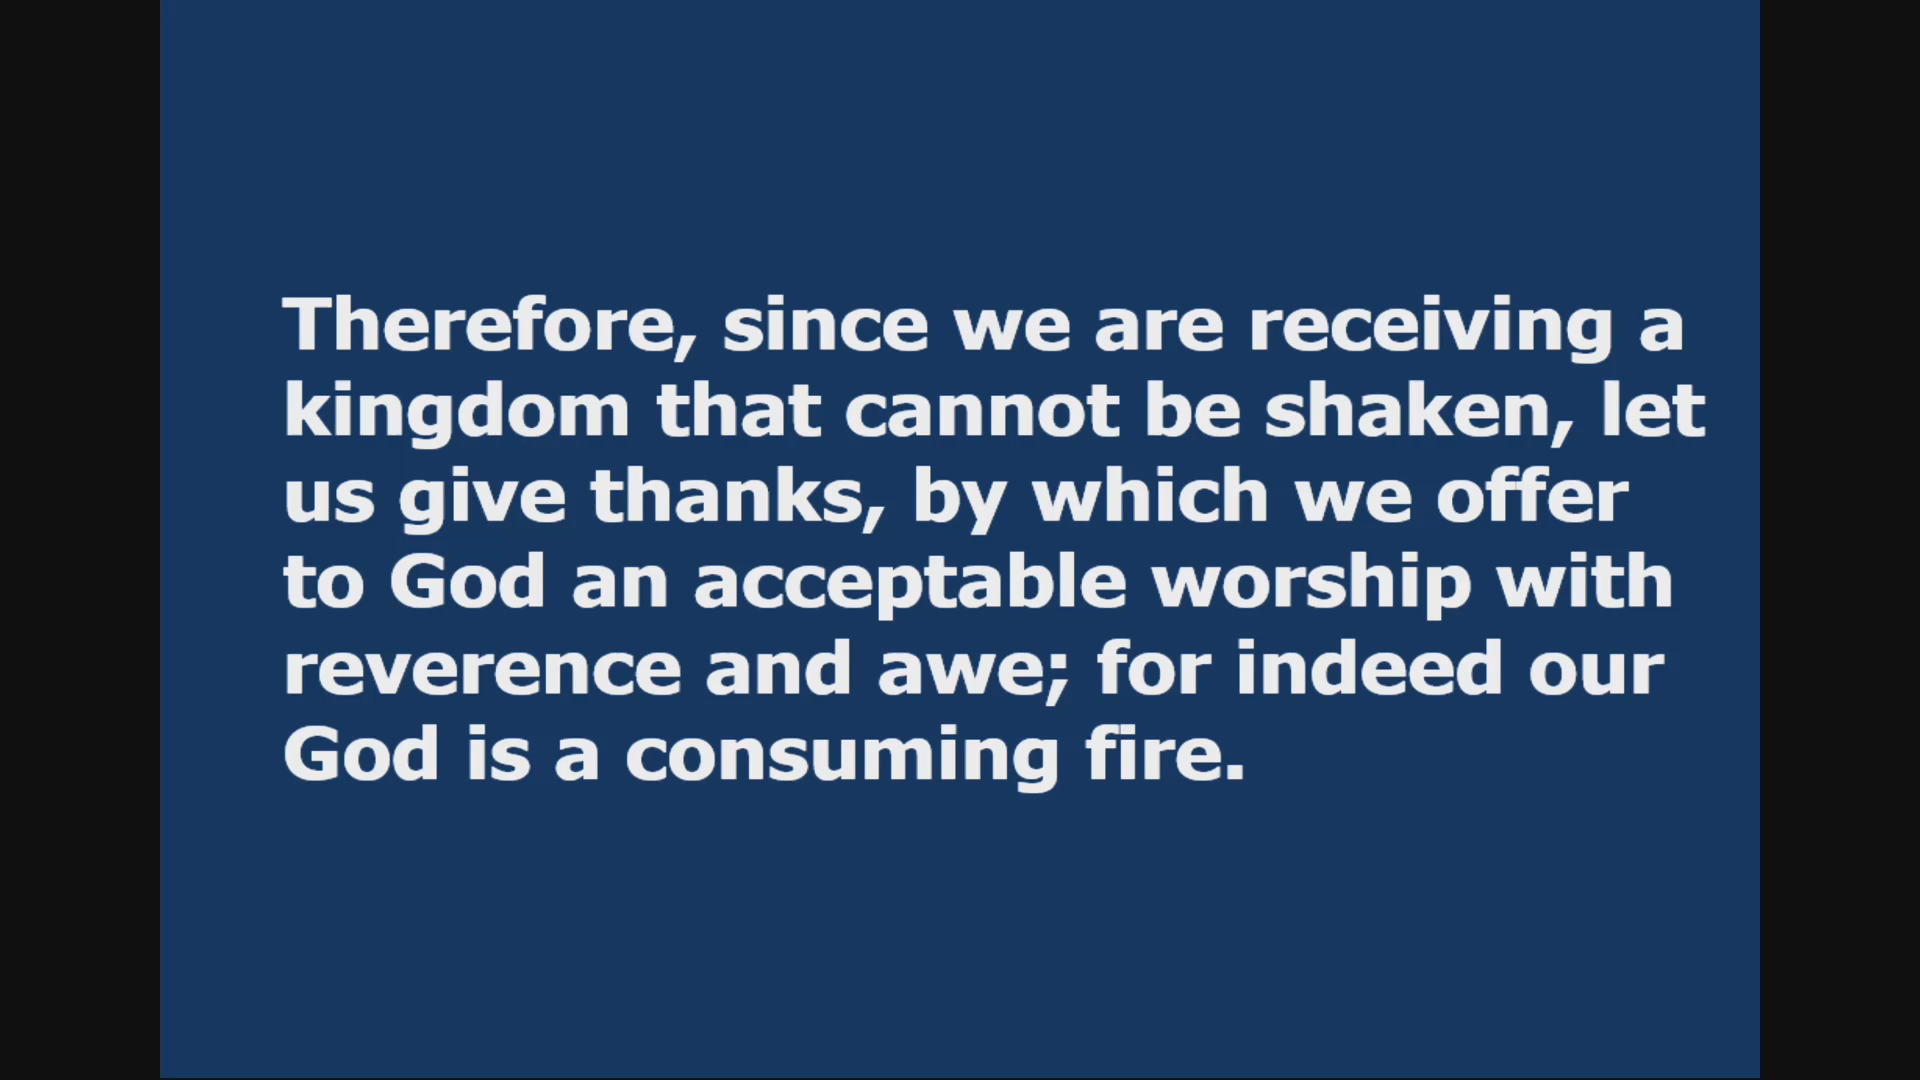 Therefore, since we are receiving a
kingdom that cannot be shaken, let
us give thanks, by which we offer
to God an acceptable worship with
reverence and awe; for indeed our
God is a consuming fire.